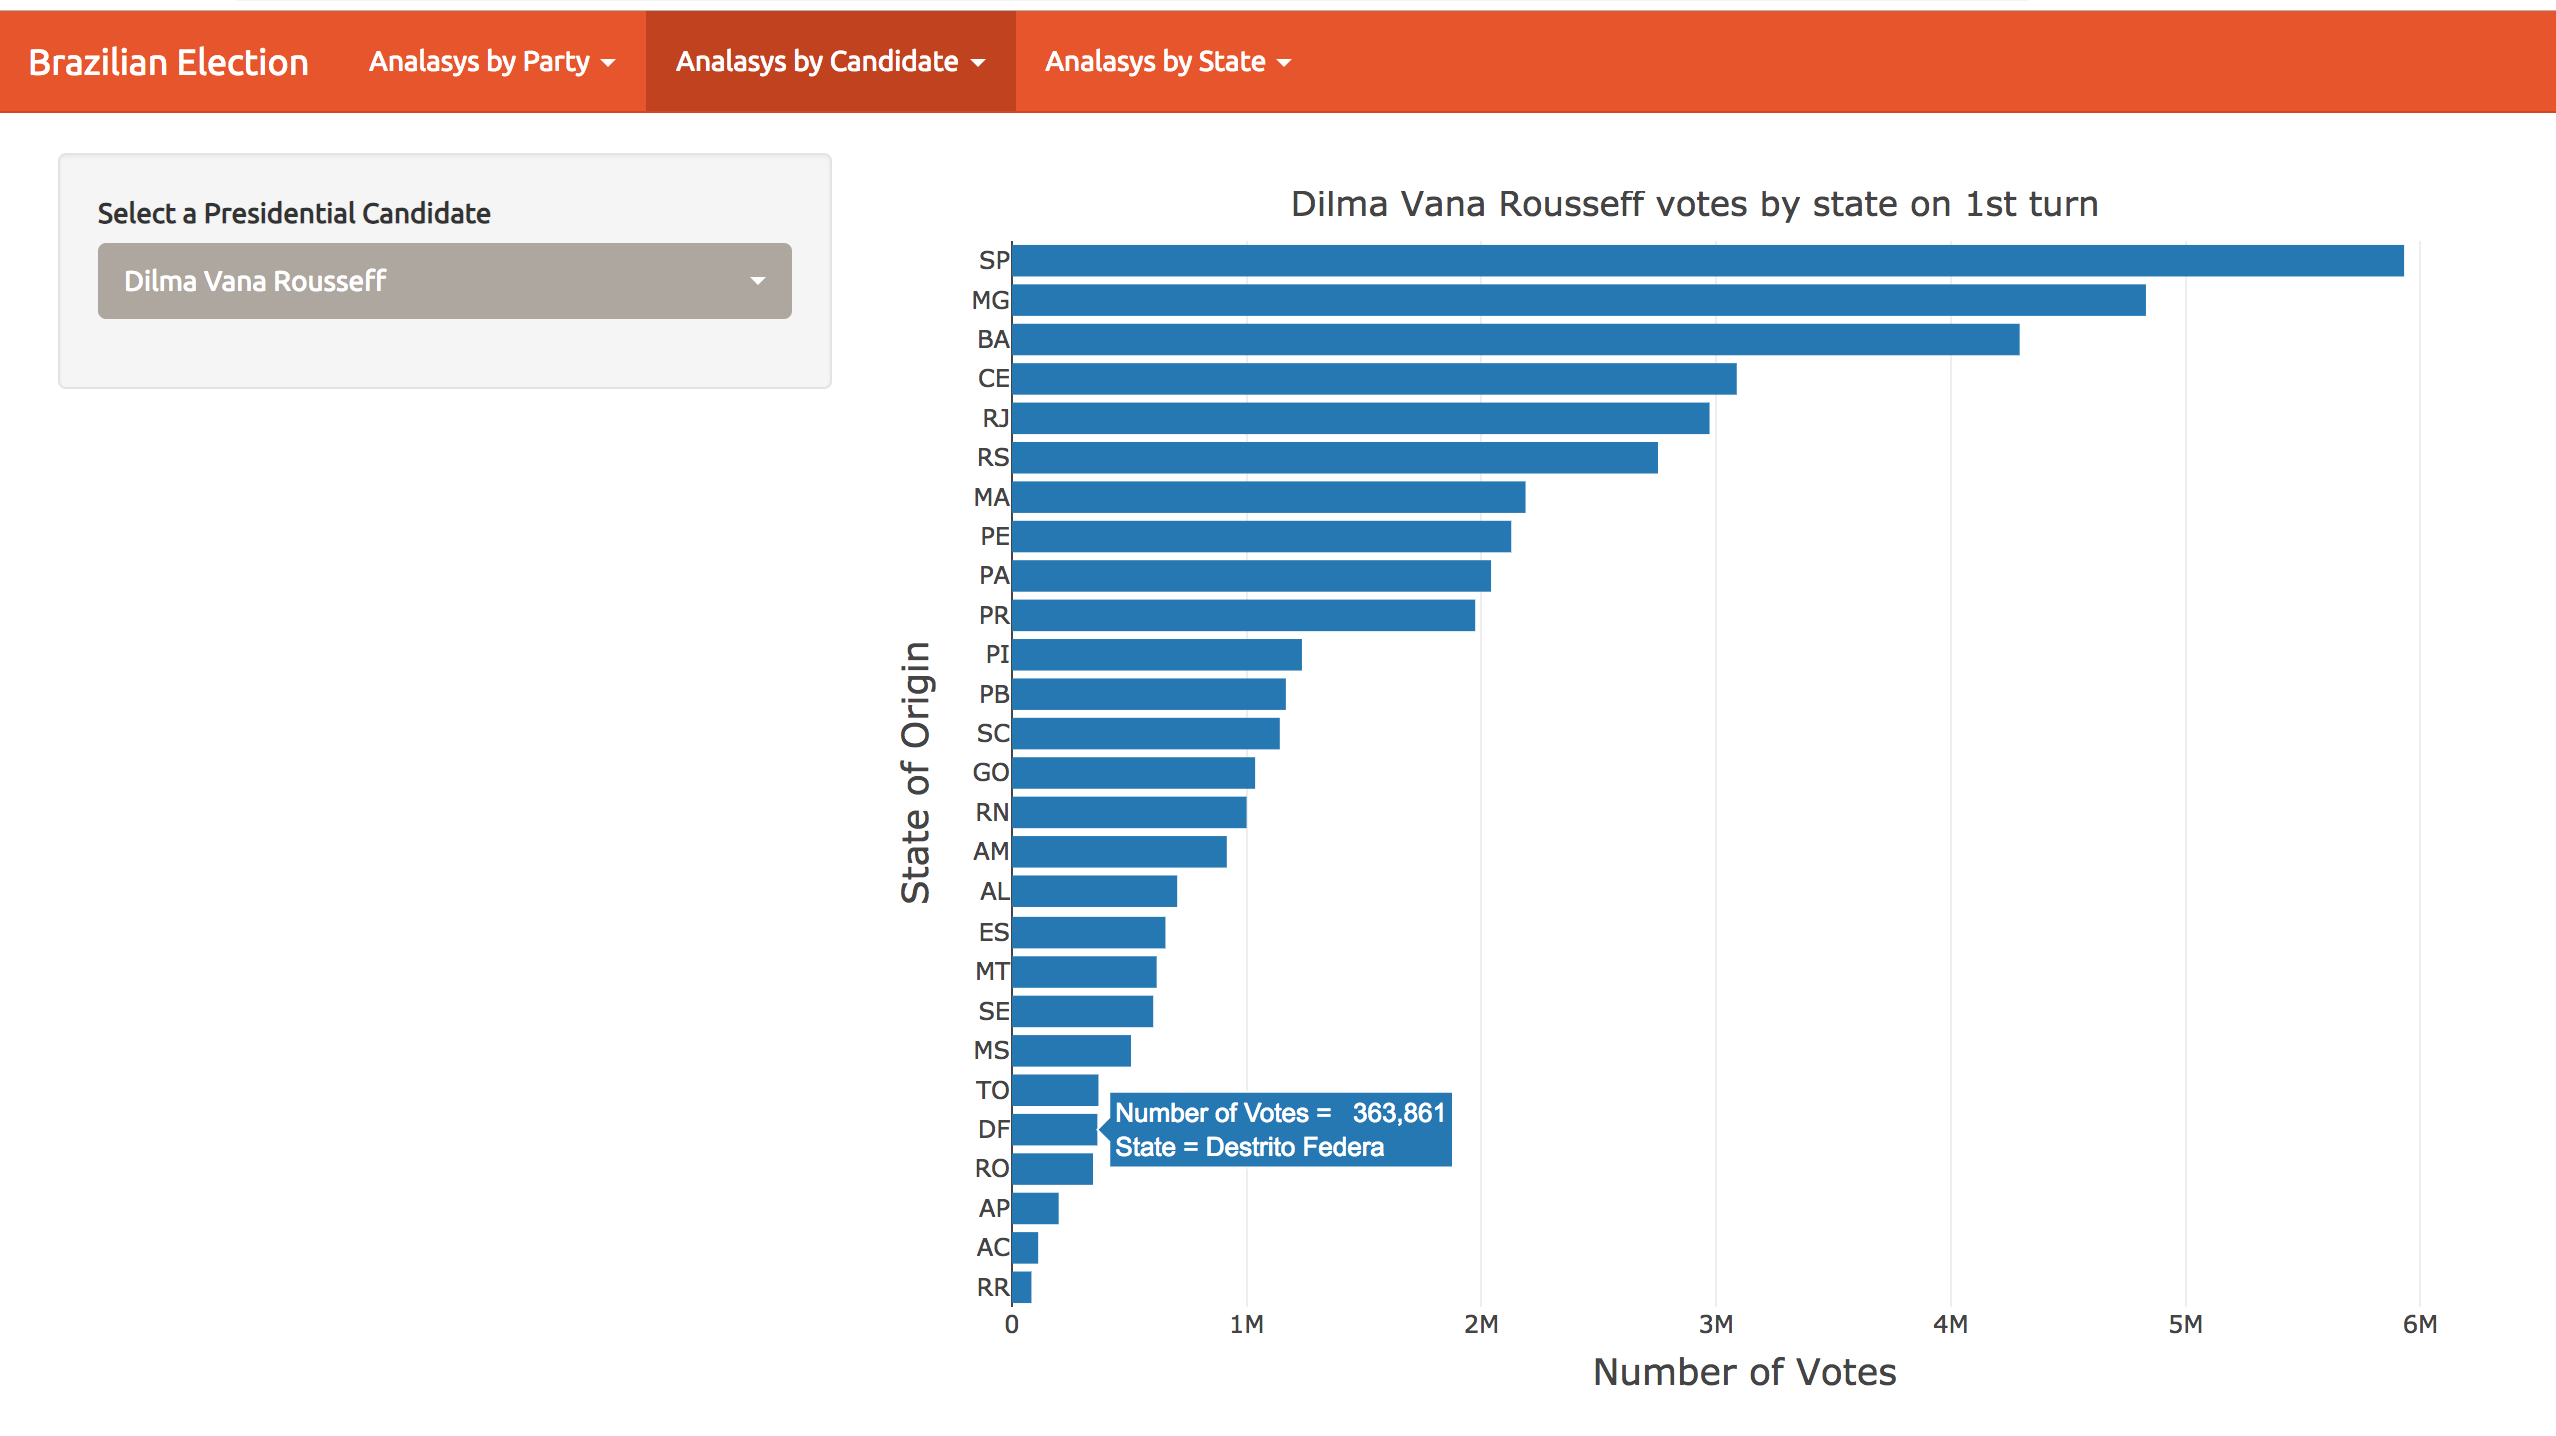 Brazilian Election Analasys by Party Analasys by Candidate Analasys by State
Select a Presidential Candidate
Dilma Vana Rousseff
Dilma Vana Rousseff votes by state on 1st turn
State of Origin
SP
MG
BA
CE
RJ
RS
MA
PE
PA
PR
PI
PB
SC
GO
RN
AM
AL
ES
MT
SE
MS
TO
DF
RO
AP
AC
RR
Number of Votes = 363,861
State = Destrito Federa
0 1M 2M 3M 4M 5M 6M
Number of Votes